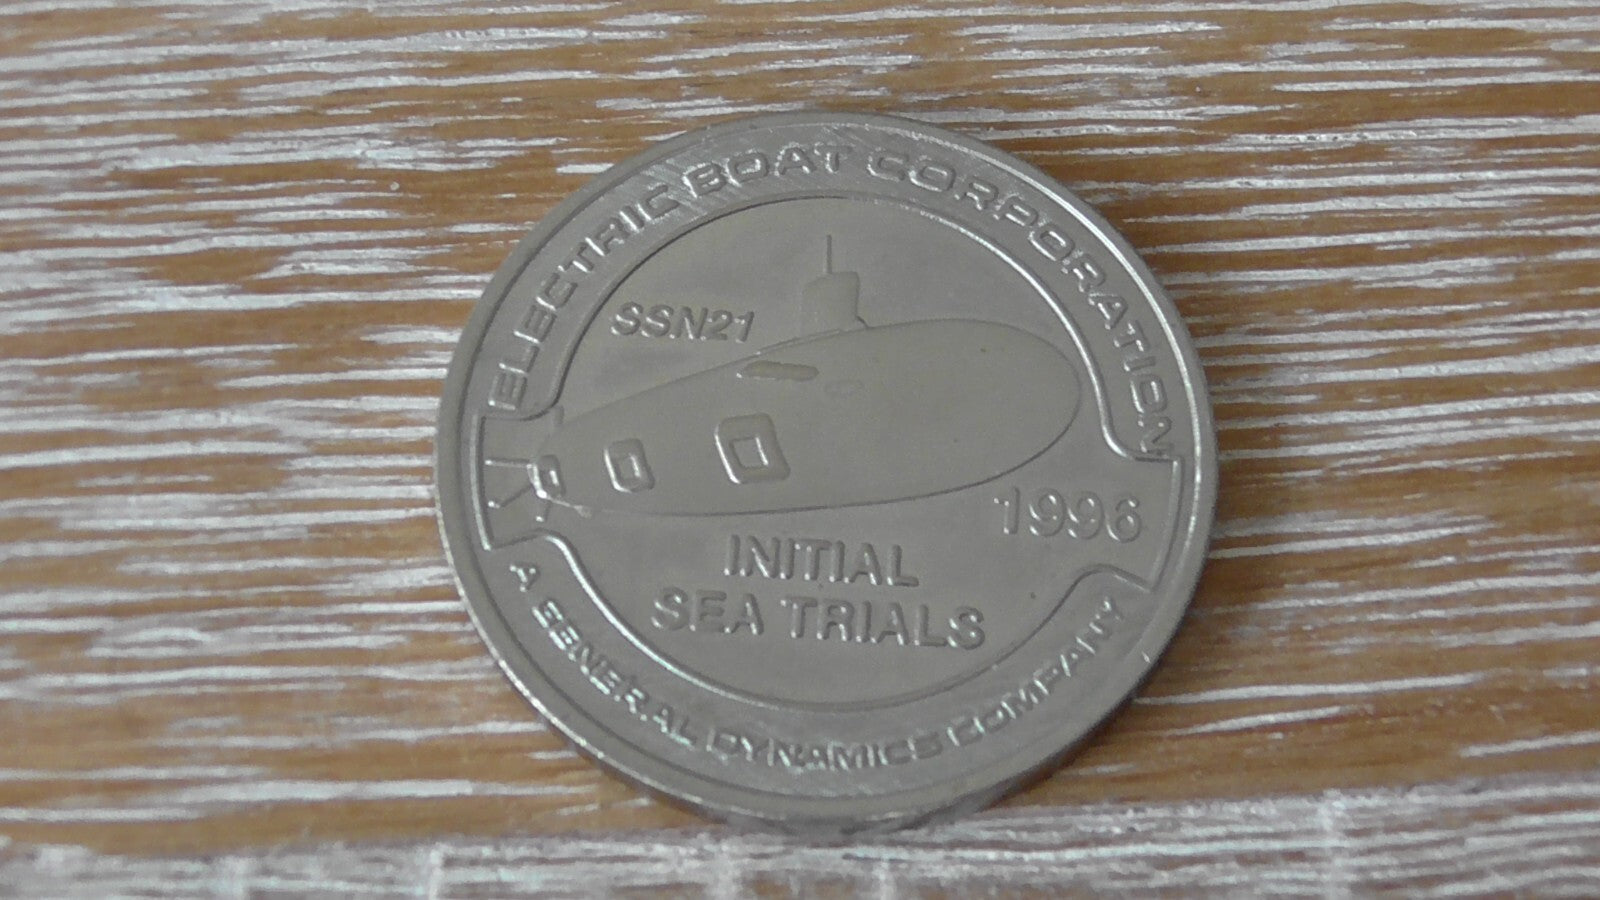 ELECTRIC BOAT CORPORATION
SSN21
1996
INITIAL
SEA TRIALS
A GENERAL DYNAMICS COMPANY